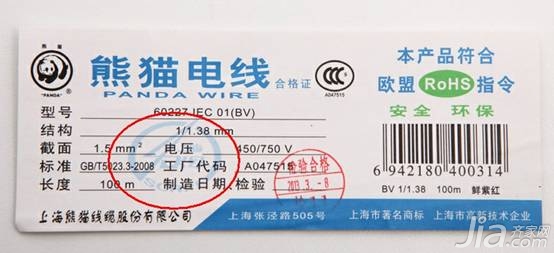 熊猫
"PANDA"
熊猫电线 合格证
PANDA WIRE
A047515
本产品符合
欧盟 RoHS 指令
安全 环保
型号 60227 IEC 01(BV)
结构 1/1.38 mm
截面 1.5 mm² 电压 450/750 V
标准 GB/T5023.3-2008 工厂代码 A047515
长度 100 m 制造日期 检验
检验合格
2013.3.-8
6 942180 400314
BV 1/1.38 100m 鲜紫红
上海熊猫线缆股份有限公司 上海张泾路505号 上海市著名商标 上海市高新技术企业
齐家网
Jia.com